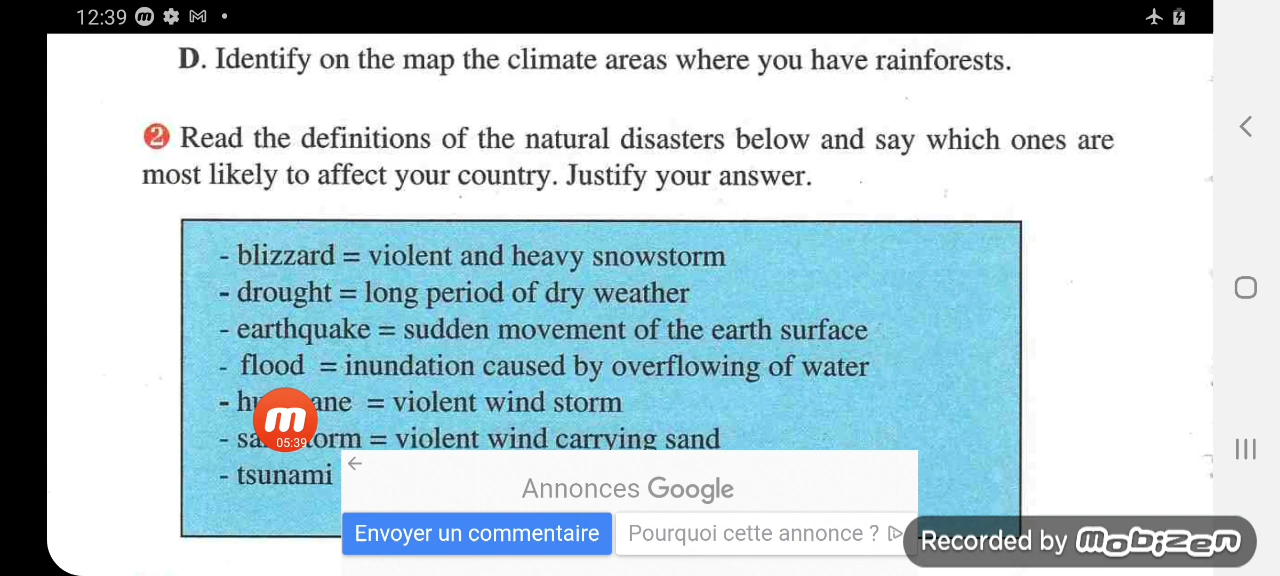 12:39
D. Identify on the map the climate areas where you have rainforests.
2 Read the definitions of the natural disasters below and say which ones are
most likely to affect your country. Justify your answer.
- blizzard = violent and heavy snowstorm
- drought = long period of dry weather
- earthquake = sudden movement of the earth surface
- flood = inundation caused by overflowing of water
- = violent wind storm
m
05:39
- = violent wind carrying sand
- tsunami
Annonces Google
Envoyer un commentaire
Pourquoi cette annonce ?
Recorded by Mobizen